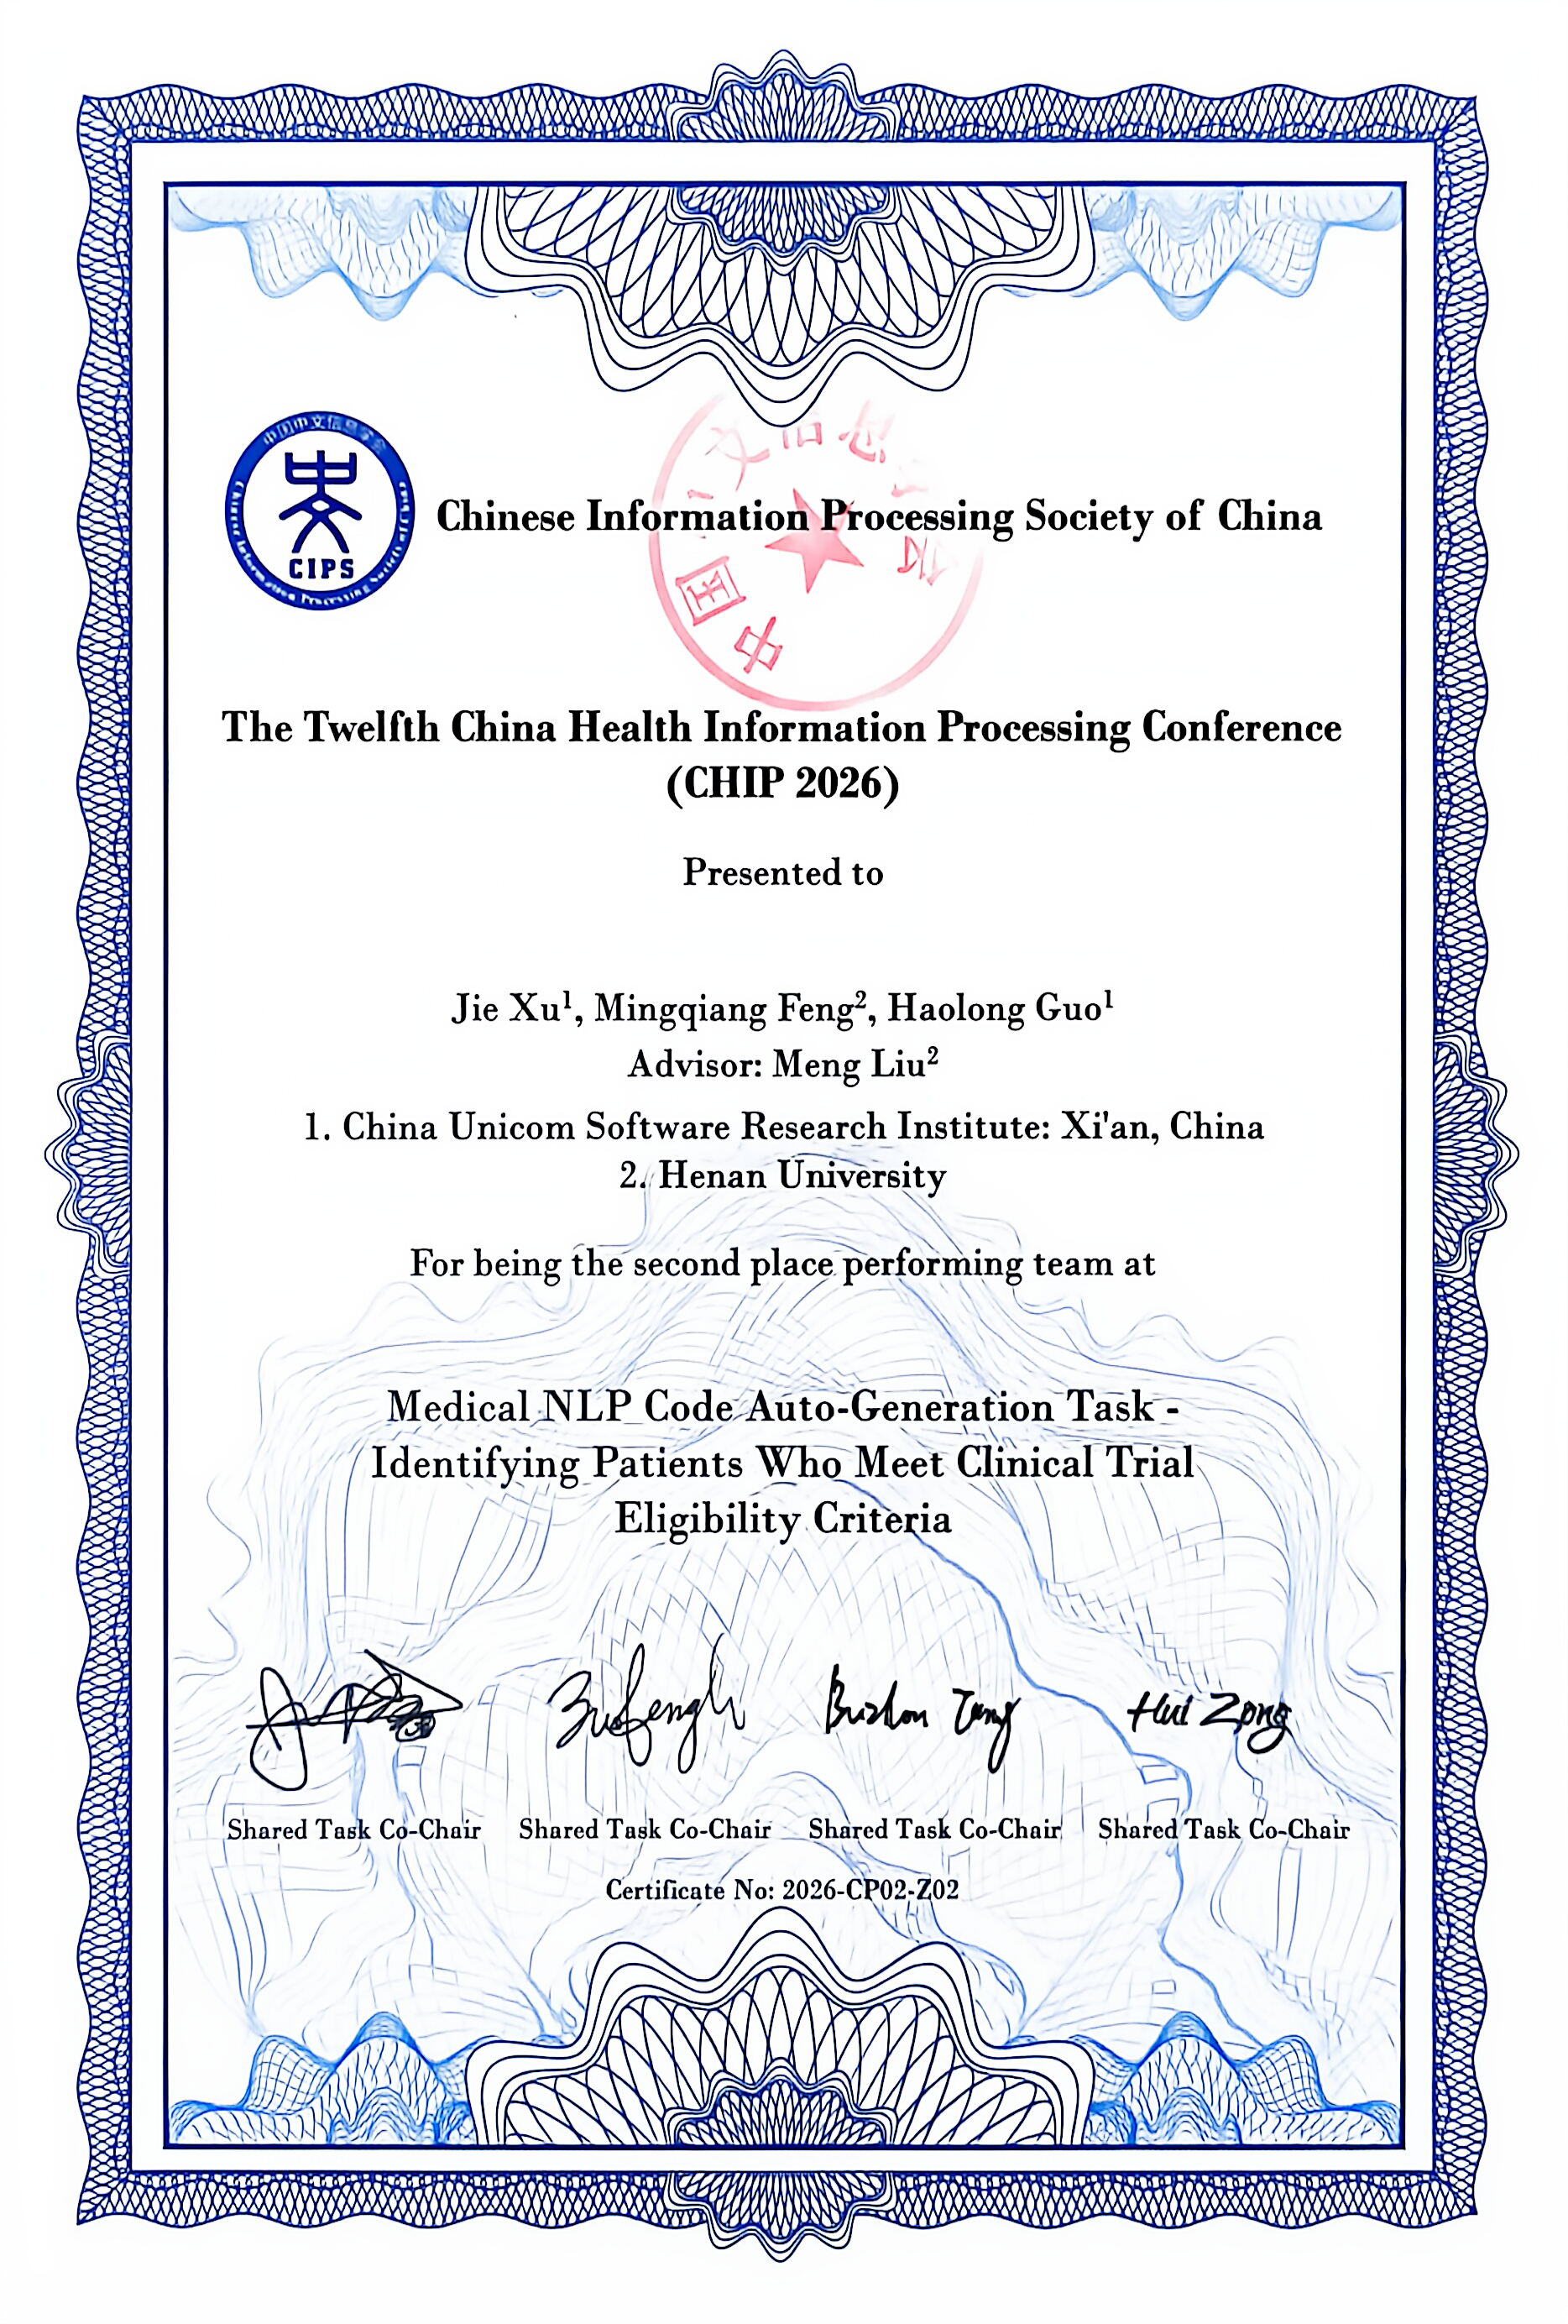 CIPS
Chinese Information Processing Society of China
中国
The Twelfth China Health Information Processing Conference
(CHIP 2026)
Presented to
Jie Xu¹, Mingqiang Feng², Haolong Guo¹
Advisor: Meng Liu²
1. China Unicom Software Research Institute: Xi'an, China
2. Henan University
For being the second place performing team at
Medical NLP Code Auto-Generation Task -
Identifying Patients Who Meet Clinical Trial
Eligibility Criteria
Hui Zong
Shared Task Co-Chair Shared Task Co-Chair Shared Task Co-Chair Shared Task Co-Chair
Certificate No: 2026-CP02-Z02